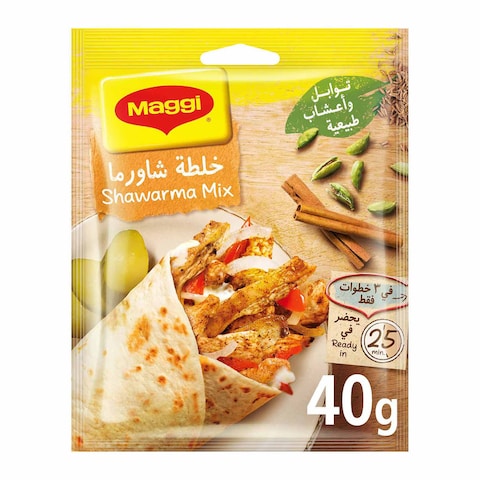 توابل
وأعشاب
طبيعية
Maggi
®
خلطة شاورما
Shawarma Mix
في ٣ خطوات
فقط
يحضر
في
Ready
in
25
min.
40g